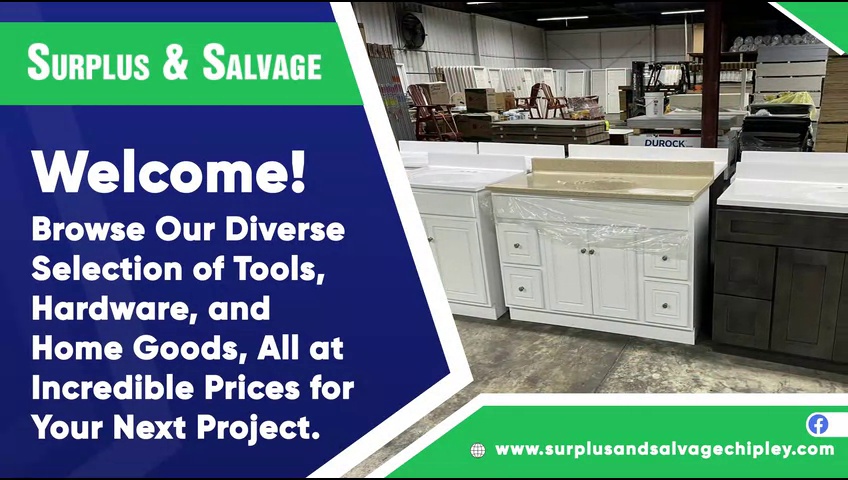 SURPLUS & SALVAGE
Welcome!
Browse Our Diverse
Selection of Tools,
Hardware, and
Home Goods, All at
Incredible Prices for
Your Next Project.
DUROCK
www.surplusandsalvagechipley.com